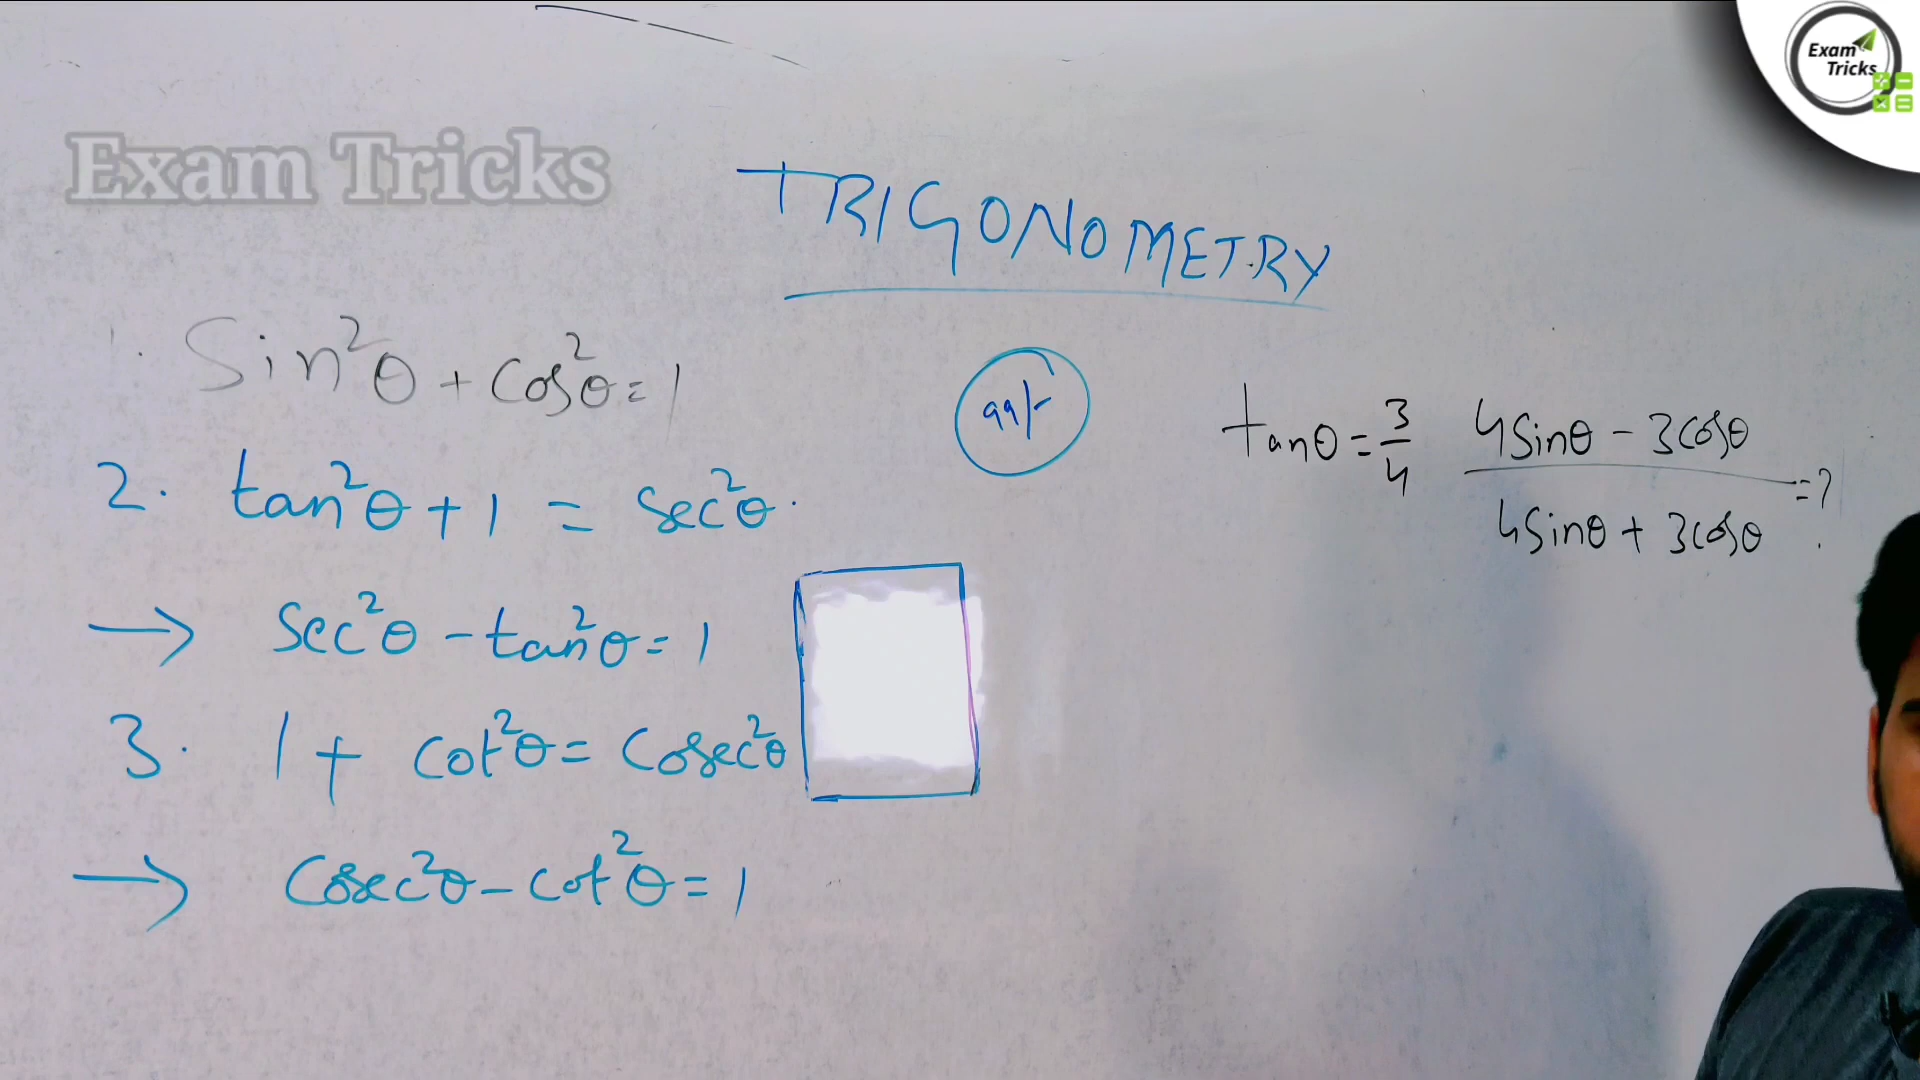 Exam Tricks
Exam Tricks
TRIGONOMETRY
1. Sin²θ + Cos²θ = 1
99/-
tanθ = 3/4 (4Sinθ - 3Cosθ)/(4Sinθ + 3Cosθ) = ?
2. tan²θ + 1 = Sec²θ.
→ Sec²θ - tan²θ = 1
3. 1 + Cot²θ = Cosec²θ
→ Cosec²θ - Cot²θ = 1